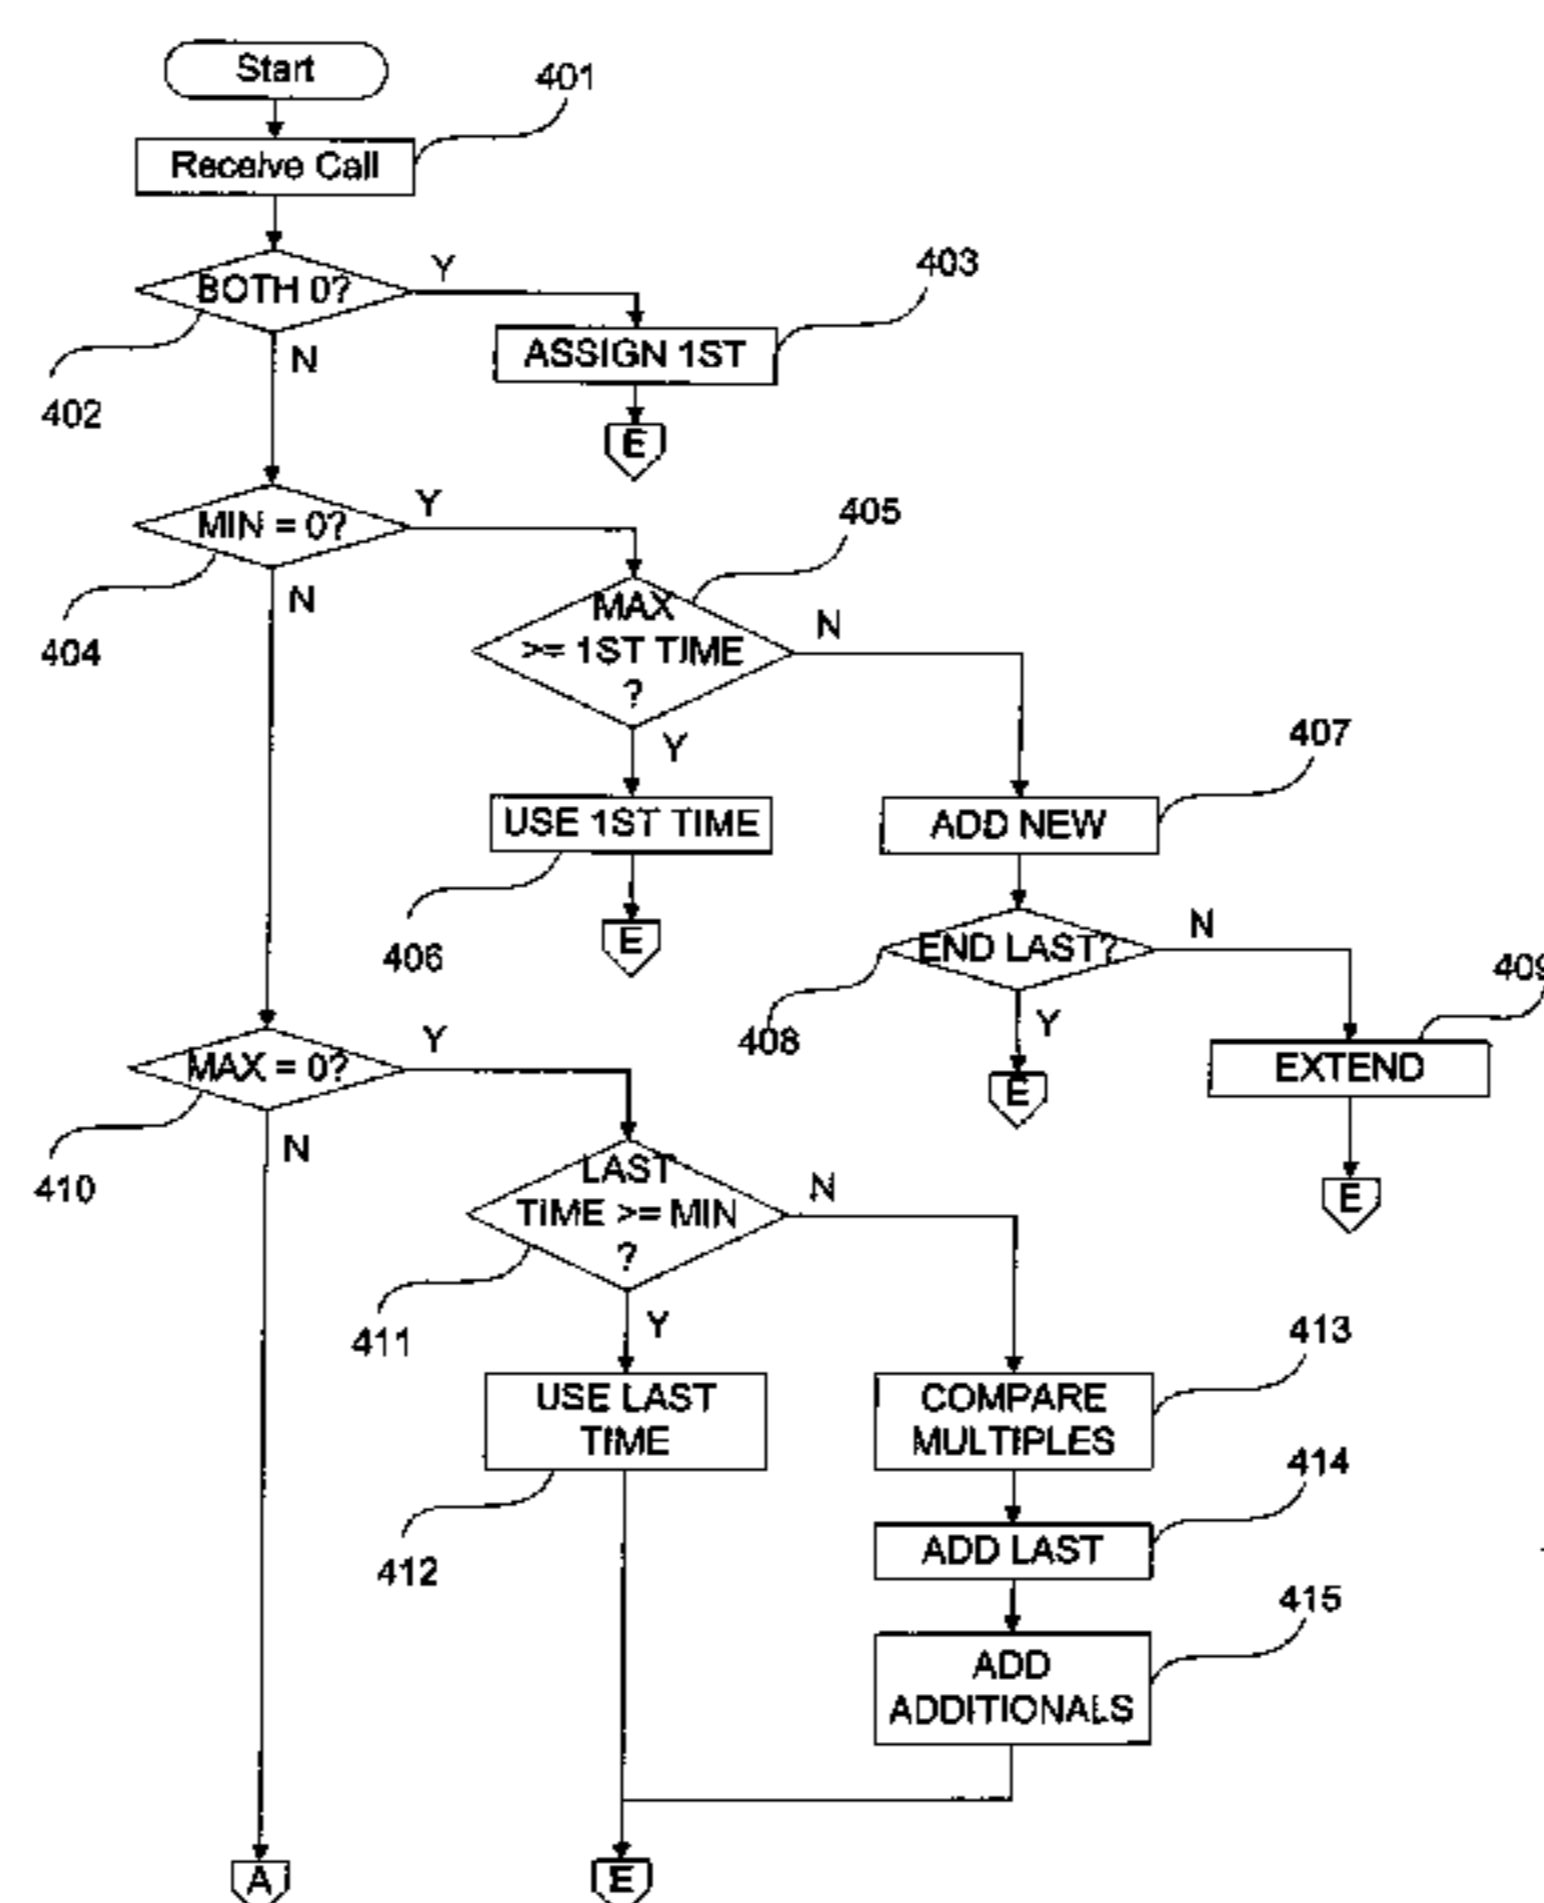 Start
401
Receive Call
BOTH 0?
Y
403
ASSIGN 1ST
N
402
E
MIN = 0?
Y
405
N
404
MAX
>= 1ST TIME
?
N
Y
407
USE 1ST TIME
ADD NEW
406
E
END LAST?
N
409
408
Y
E
EXTEND
E
MAX = 0?
Y
N
410
LAST
TIME >= MIN
?
N
411
Y
413
USE LAST
TIME
COMPARE
MULTIPLES
414
412
ADD LAST
415
ADD
ADDITIONALS
A
E